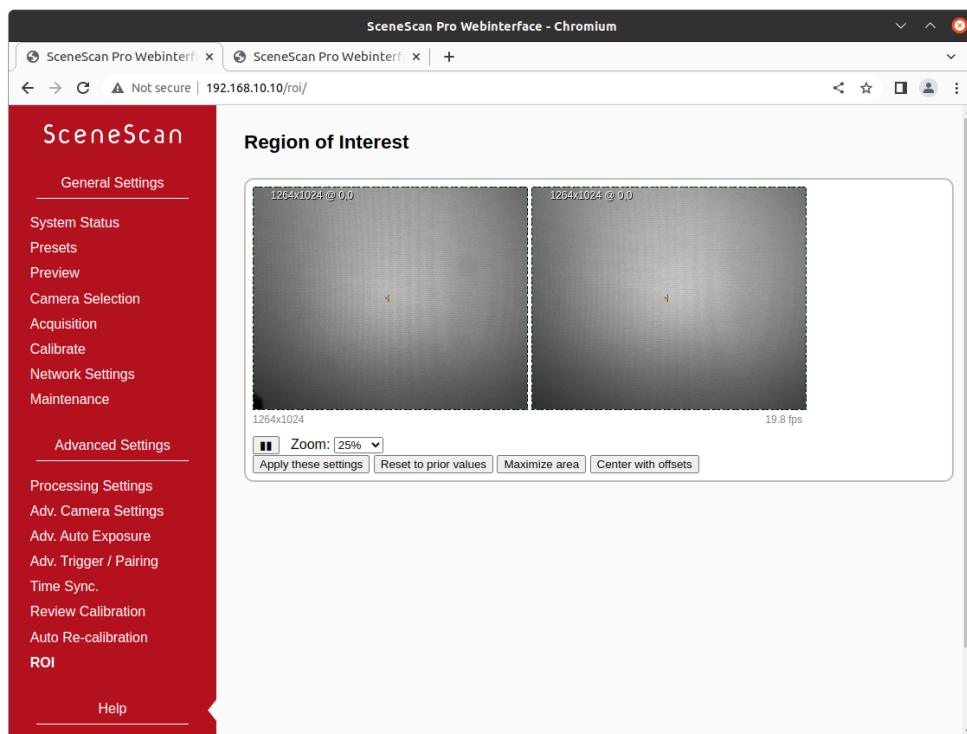 SceneScan Pro Webinterface - Chromium
SceneScan Pro Webinterf
SceneScan Pro Webinterf
Not secure 192.168.10.10/roi/
SceneScan
General Settings
System Status
Presets
Preview
Camera Selection
Acquisition
Calibrate
Network Settings
Maintenance
Advanced Settings
Processing Settings
Adv. Camera Settings
Adv. Auto Exposure
Adv. Trigger / Pairing
Time Sync.
Review Calibration
Auto Re-calibration
ROI
Help
Region of Interest
1264x1024 @ 0,0
1264x1024 @ 0,0
1264x1024 19.8 fps
Zoom: 25%
Apply these settings Reset to prior values Maximize area Center with offsets